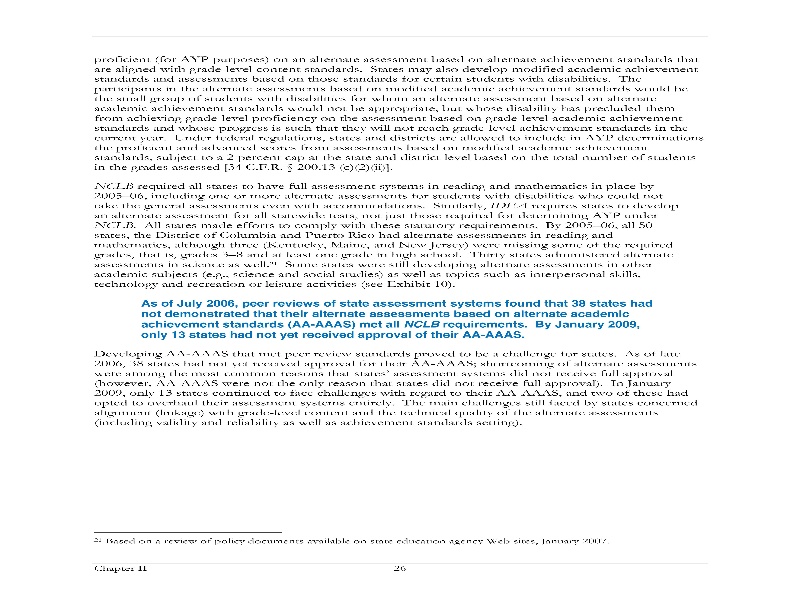 proficient (for AYP purposes) on an alternate assessment based on alternate achievement standards that
are aligned with grade level content standards.  States may also develop modified academic achievement
standards and assessments based on those standards for certain students with disabilities.  The
participants in the alternate assessments based on modified academic achievement standards would be
the small group of students with disabilities for whom an alternate assessment based on alternate
academic achievement standards would not be appropriate, but whose disability has precluded them
from achieving grade level proficiency on the assessment based on grade level academic achievement
standards and whose progress is such that they will not reach grade level achievement standards in the
current year.  Under federal regulations, states and districts are allowed to include in AYP determinations
the proficient and advanced scores from assessments based on modified academic achievement
standards, subject to a 2 percent cap at the state and district level based on the total number of students
in the grades assessed [34 C.F.R. § 200.13 (c)(2)(ii)].
NCLB required all states to have full assessment systems in reading and mathematics in place by
2005–06, including one or more alternate assessments for students with disabilities who could not
take the general assessments even with accommodations.  Similarly, IDEA requires states to develop
an alternate assessment for all statewide tests, not just those required for determining AYP under
NCLB.  All states made efforts to comply with these statutory requirements.  By 2005–06, all 50
states, the District of Columbia and Puerto Rico had alternate assessments in reading and
mathematics, although three (Kentucky, Maine, and New Jersey) were missing some of the required
grades, that is, grades 3–8 and at least one grade in high school.  Thirty states administered alternate
assessments in science as well.²¹  Some states were still developing alternate assessments in other
academic subjects (e.g., science and social studies) as well as topics such as interpersonal skills,
technology and recreation or leisure activities (see Exhibit 10).
As of July 2006, peer reviews of state assessment systems found that 38 states had
not demonstrated that their alternate assessments based on alternate academic
achievement standards (AA-AAAS) met all NCLB requirements.  By January 2009,
only 13 states had not yet received approval of their AA-AAAS.
Developing AA-AAAS that met peer review standards proved to be a challenge for states.  As of late
2006, 38 states had not yet received approval for their AA-AAAS; shortcoming of alternate assessments
were among the most common reasons that states' assessment systems did not receive full approval
(however, AA-AAAS were not the only reason that states did not receive full approval).  In January
2009, only 13 states continued to face challenges with regard to their AA-AAAS, and two of these had
opted to overhaul their assessment systems entirely.  The main challenges still faced by states concerned
alignment (linkage) with grade-level content and the technical quality of the alternate assessments
(including validity and reliability as well as achievement standards setting).
²¹ Based on a review of policy documents available on state education agency Web sites, January 2007.
Chapter II 26